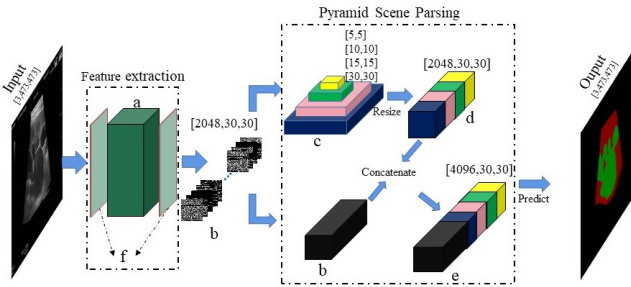 Pyramid Scene Parsing
Input
[3,473,473]
Feature extraction
a
f
[2048,30,30]
b
[5,5]
[10,10]
[15,15]
[30,30]
c
Resize
[2048,30,30]
d
Concatenate
b
[4096,30,30]
e
Predict
Ouput
[3,473,473]